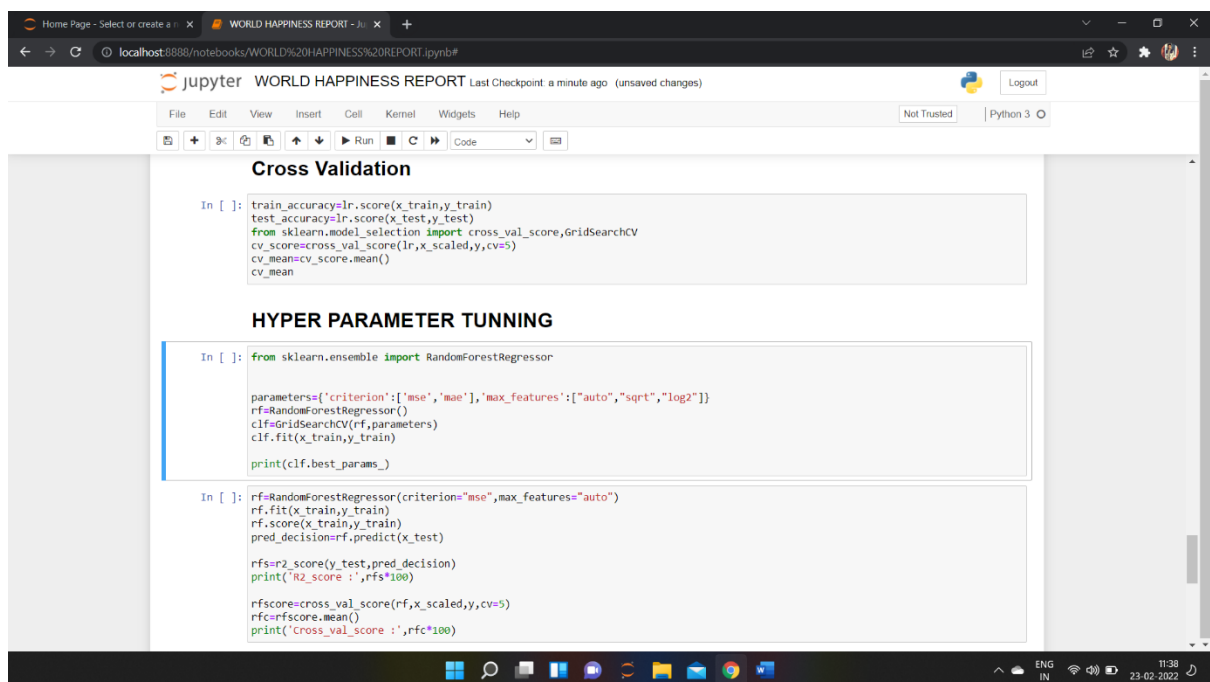 Home Page - Select or create a n
WORLD HAPPINESS REPORT - Ju
localhost:8888/notebooks/WORLD%20HAPPINESS%20REPORT.ipynb#
jupyter WORLD HAPPINESS REPORT Last Checkpoint: a minute ago (unsaved changes)
Logout
File Edit View Insert Cell Kernel Widgets Help
Not Trusted
Python 3
Run
Code
Cross Validation
In [ ]: train_accuracy=lr.score(x_train,y_train)
test_accuracy=lr.score(x_test,y_test)
from sklearn.model_selection import cross_val_score,GridSearchCV
cv_score=cross_val_score(lr,x_scaled,y,cv=5)
cv_mean=cv_score.mean()
cv_mean
HYPER PARAMETER TUNNING
In [ ]: from sklearn.ensemble import RandomForestRegressor
parameters={'criterion':['mse','mae'],'max_features':["auto","sqrt","log2"]}
rf=RandomForestRegressor()
clf=GridSearchCV(rf,parameters)
clf.fit(x_train,y_train)
print(clf.best_params_)
In [ ]: rf=RandomForestRegressor(criterion="mse",max_features="auto")
rf.fit(x_train,y_train)
rf.score(x_train,y_train)
pred_decision=rf.predict(x_test)
rfs=r2_score(y_test,pred_decision)
print('R2_score :',rfs*100)
rfscore=cross_val_score(rf,x_scaled,y,cv=5)
rfc=rfscore.mean()
print('Cross_val_score :',rfc*100)
ENG
IN
11:38
23-02-2022